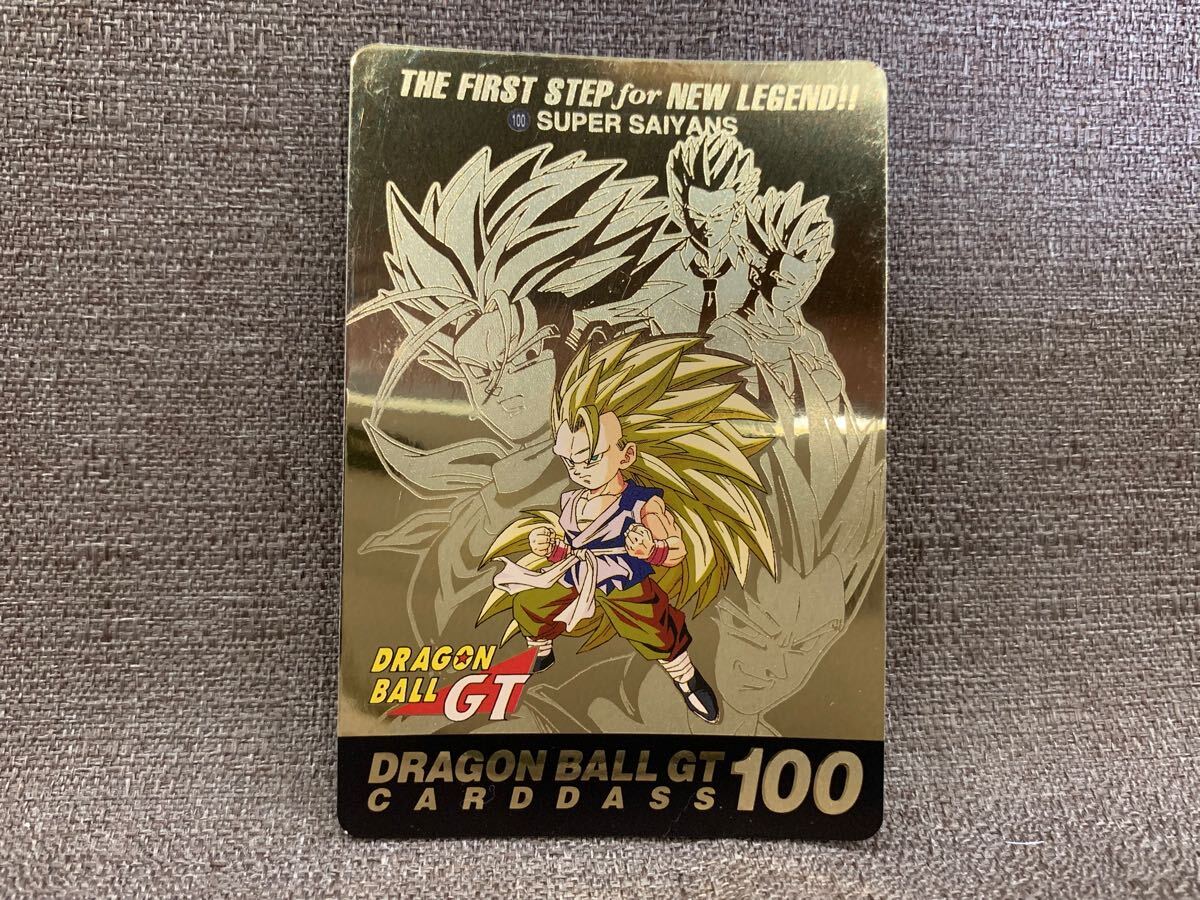 THE FIRST STEP for NEW LEGEND!!
100 SUPER SAIYANS
DRAGON
BALL GT
DRAGON BALL GT 100
CARDDASS